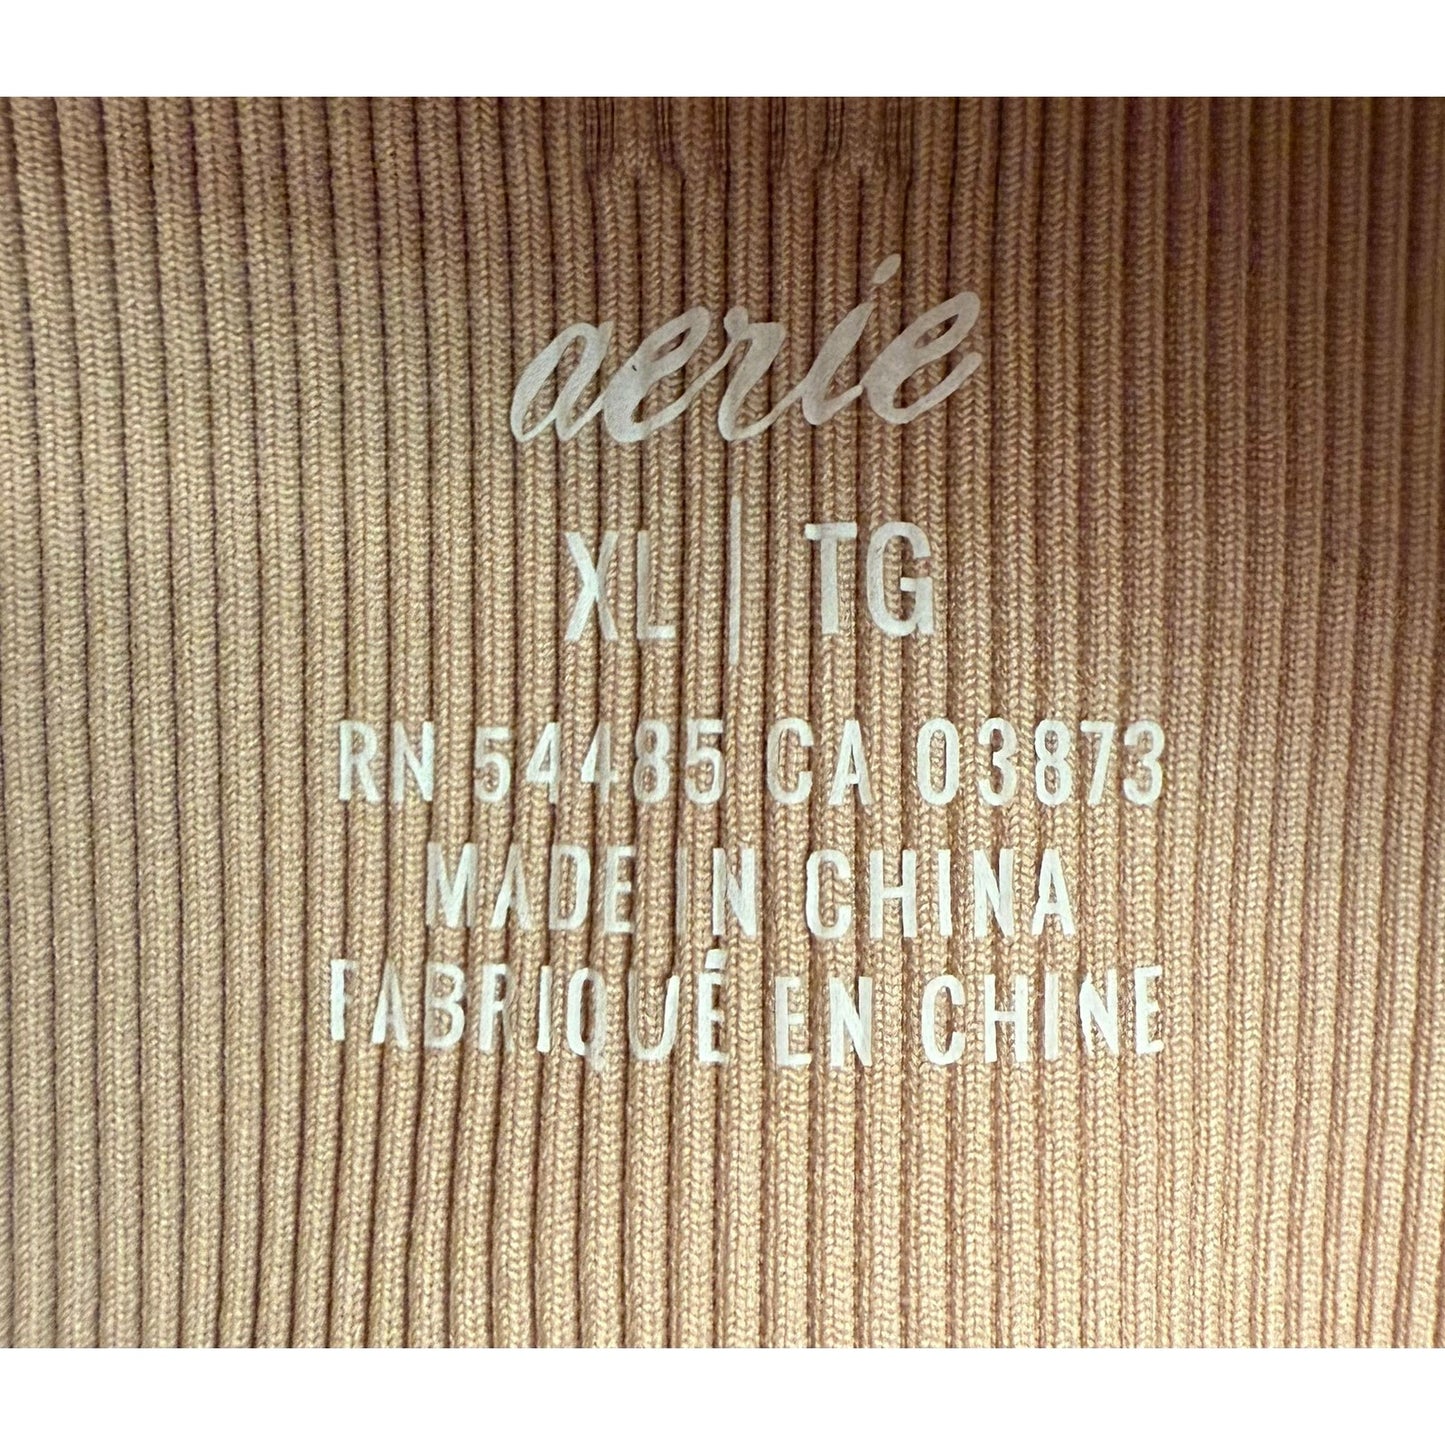 aerie
XL | TG
RN 54485 CA 03873
MADE IN CHINA
FABRIQUÉ EN CHINE